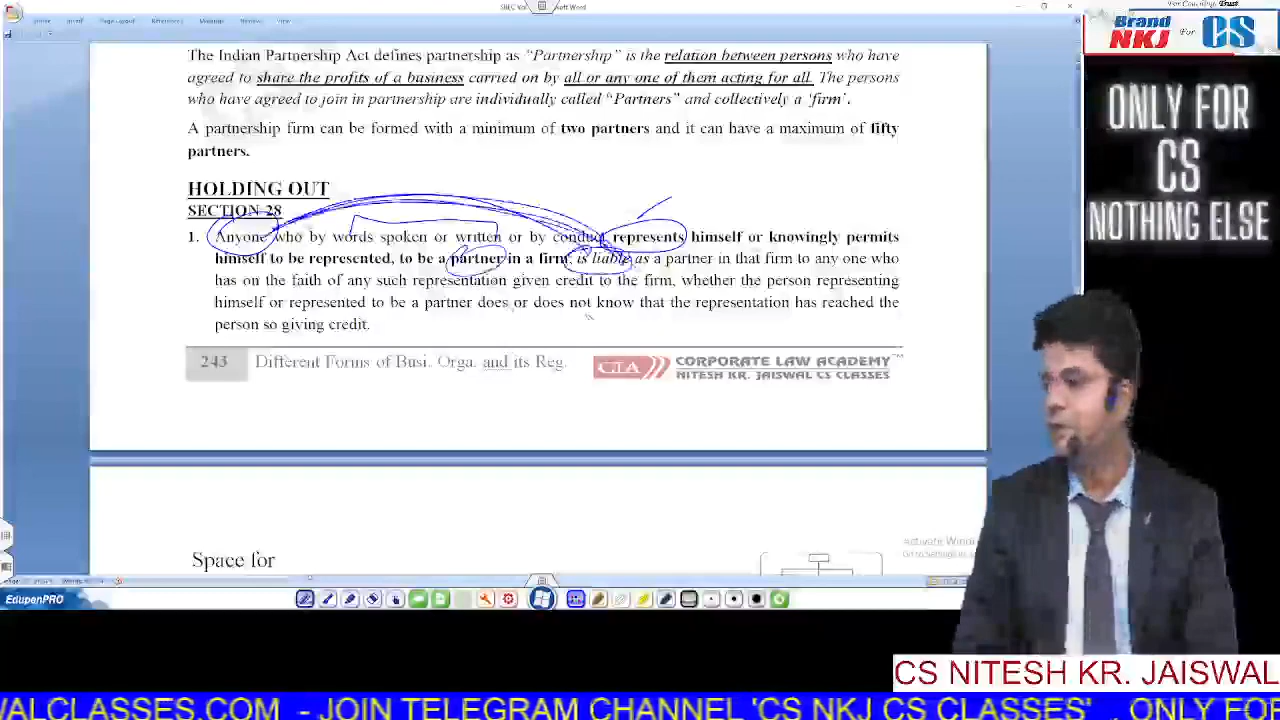 For Coaching, Trust
Brand
NKJ
For
CS
The Indian Partnership Act defines partnership as "Partnership" is the relation between persons who have
agreed to share the profits of a business carried on by all or any one of them acting for all. The persons
who have agreed to join in partnership are individually called "Partners" and collectively a 'firm'.
A partnership firm can be formed with a minimum of two partners and it can have a maximum of fifty
partners.
HOLDING OUT
SECTION 28
1. Anyone who by words spoken or written or by conduct represents himself or knowingly permits
himself to be represented, to be a partner in a firm, is liable as a partner in that firm to any one who
has on the faith of any such representation given credit to the firm, whether the person representing
himself or represented to be a partner does or does not know that the representation has reached the
person so giving credit.
243 Different Forms of Busi. Orga. and its Reg.
CLA
CORPORATE LAW ACADEMY
NITESH KR. JAISWAL CS CLASSES
Space for
ONLY FOR
CS
NOTHING ELSE
EdupenPRO
CS NITESH KR. JAISWAL
WALCLASSES.COM - JOIN TELEGRAM CHANNEL 'CS NKJ CS CLASSES' , ONLY FOR